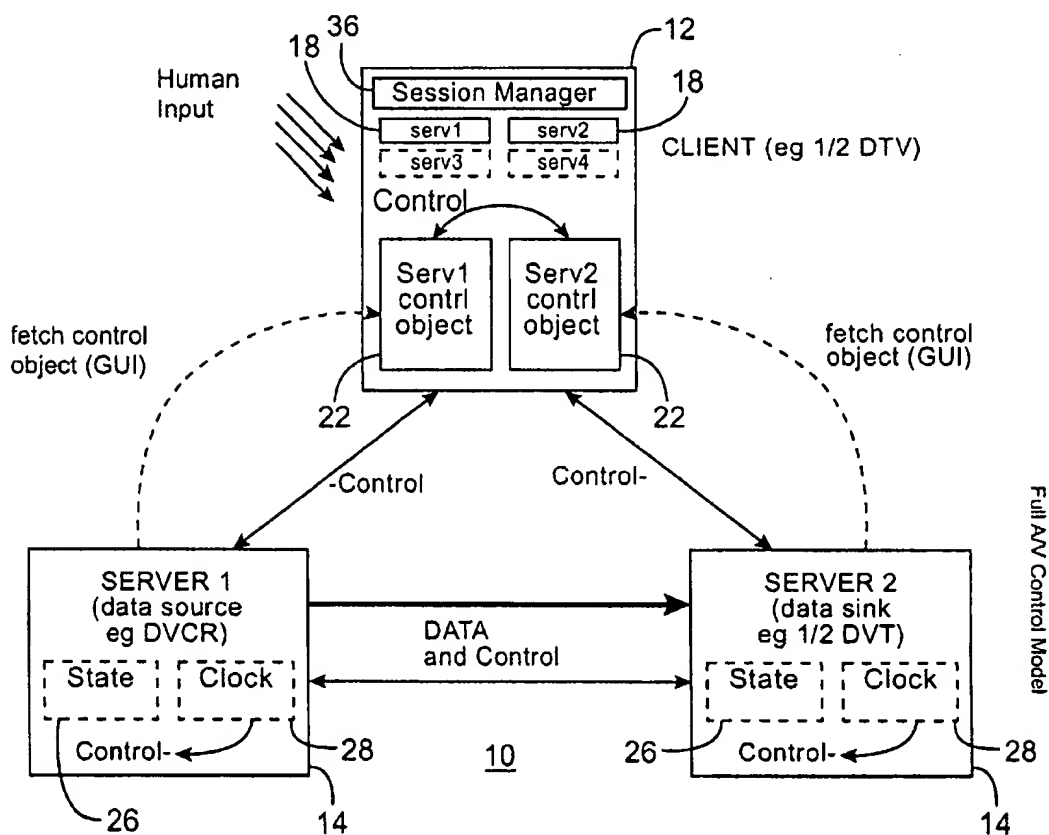 36
12
18
18
Human
Input
Session Manager
serv1
serv2
serv3
serv4
CLIENT (eg 1/2 DTV)
Control
Serv1
contrl
object
Serv2
contrl
object
fetch control
object (GUI)
fetch control
object (GUI)
22
22
-Control
Control-
Full A/V Control Model
SERVER 1
(data source
eg DVCR)
SERVER 2
(data sink
eg 1/2 DVT)
DATA
and Control
State
Clock
State
Clock
Control-
28
10
26
Control-
28
26
14
14